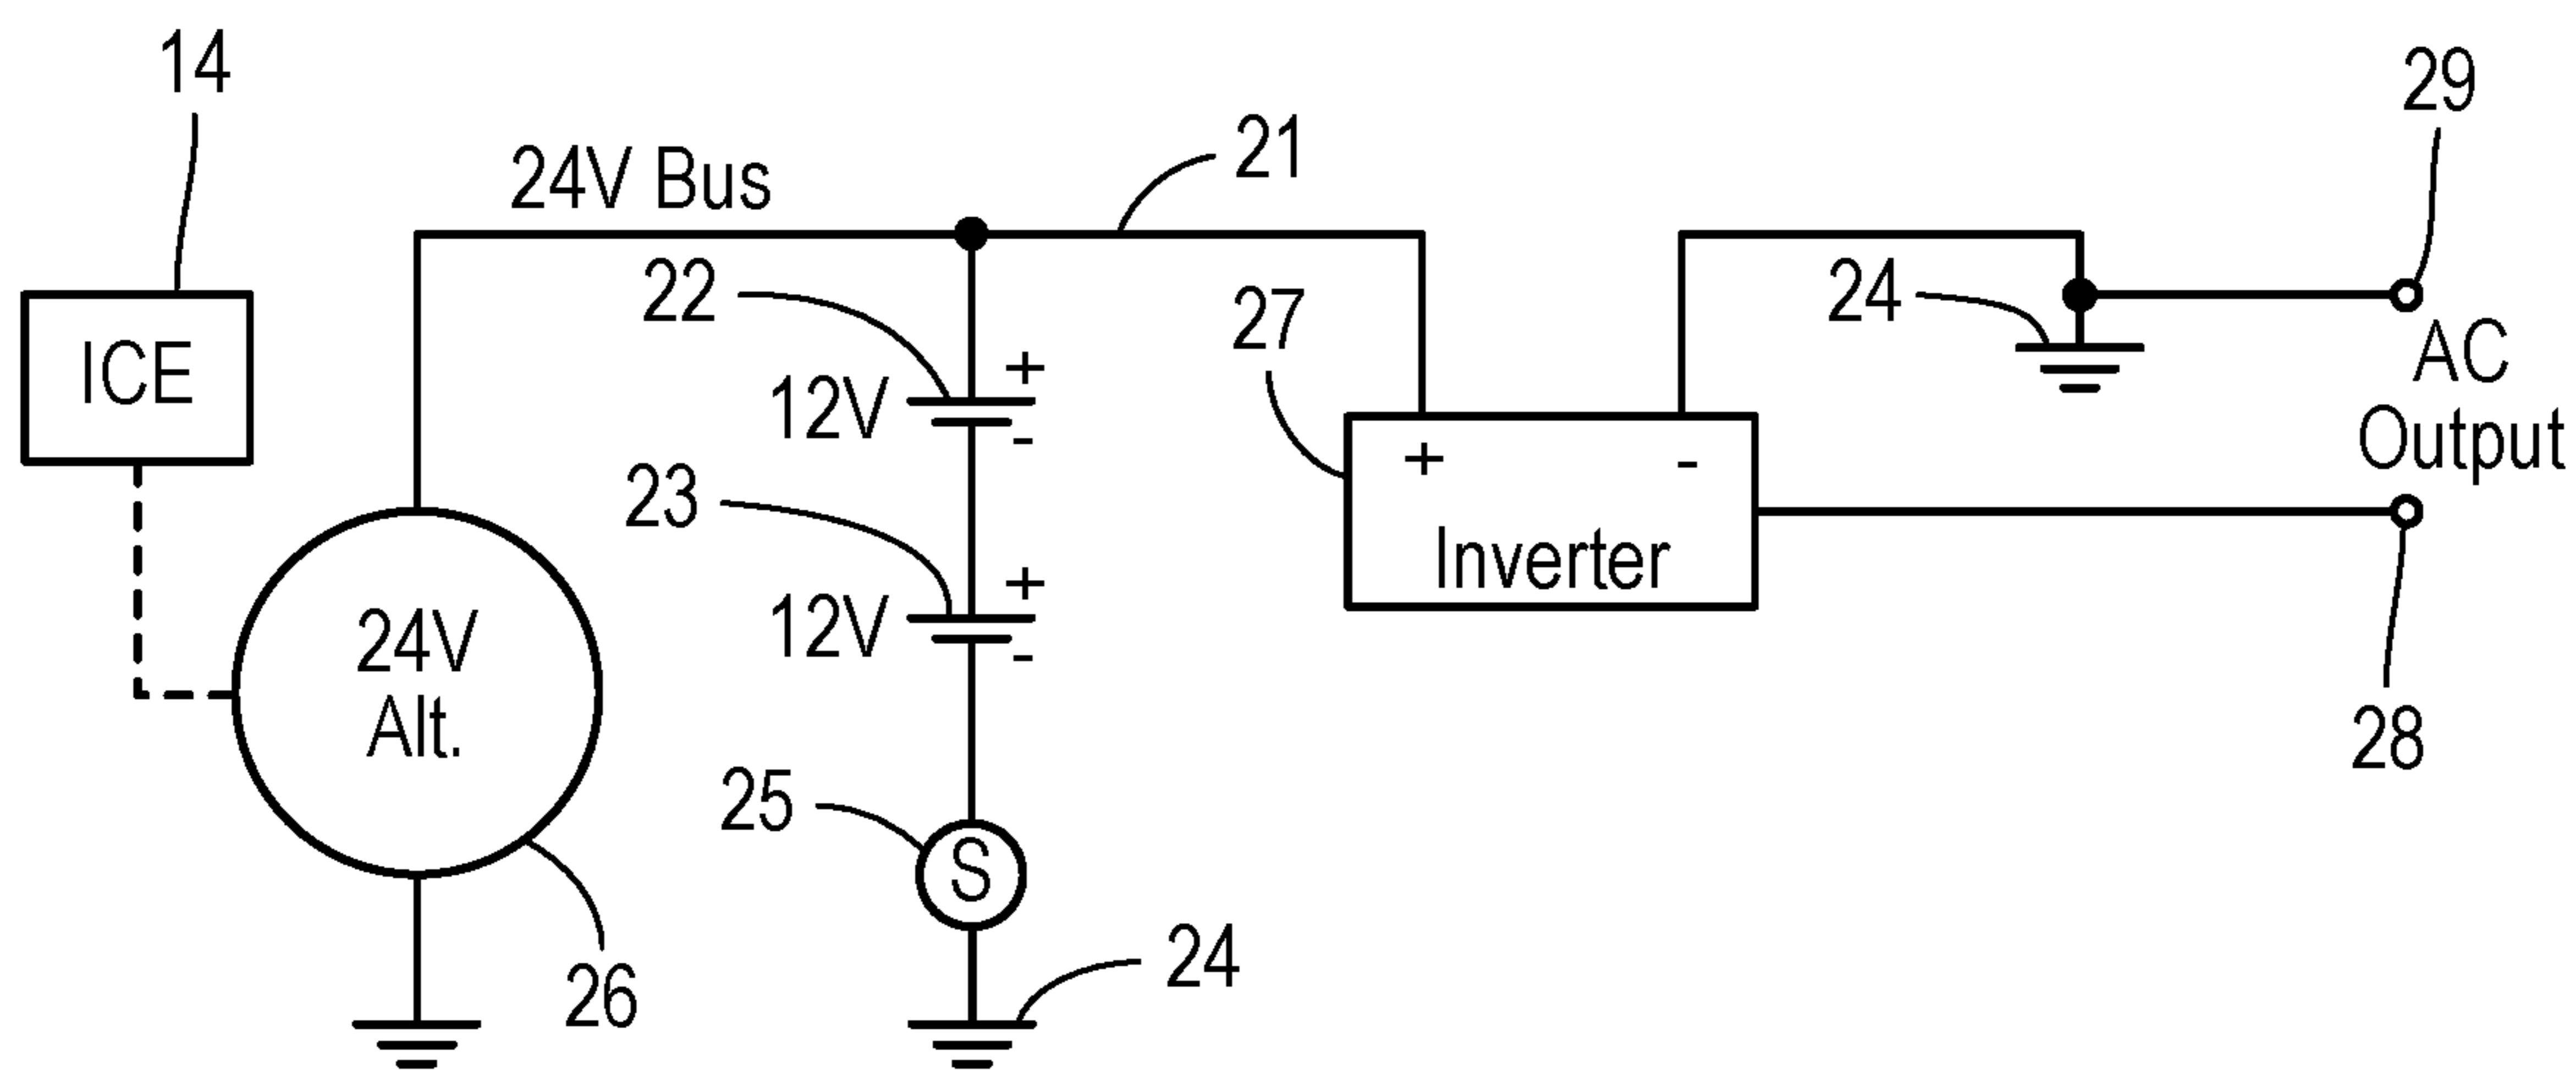 14
29
21
24V Bus
22
24
27
ICE
+
AC
12V
Output
-
+
-
23
Inverter
+
12V
24V
-
Alt.
28
25
S
24
26